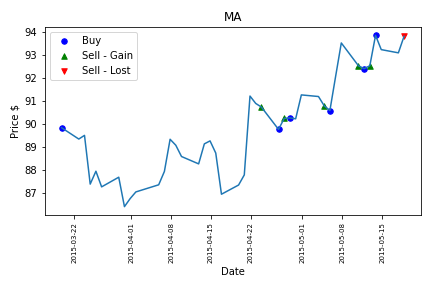 MA
Buy
Sell - Gain
Sell - Lost
Price $
94
93
92
91
90
89
88
87
2015-03-22
2015-04-01
2015-04-08
2015-04-15
2015-04-22
2015-05-01
2015-05-08
2015-05-15
Date